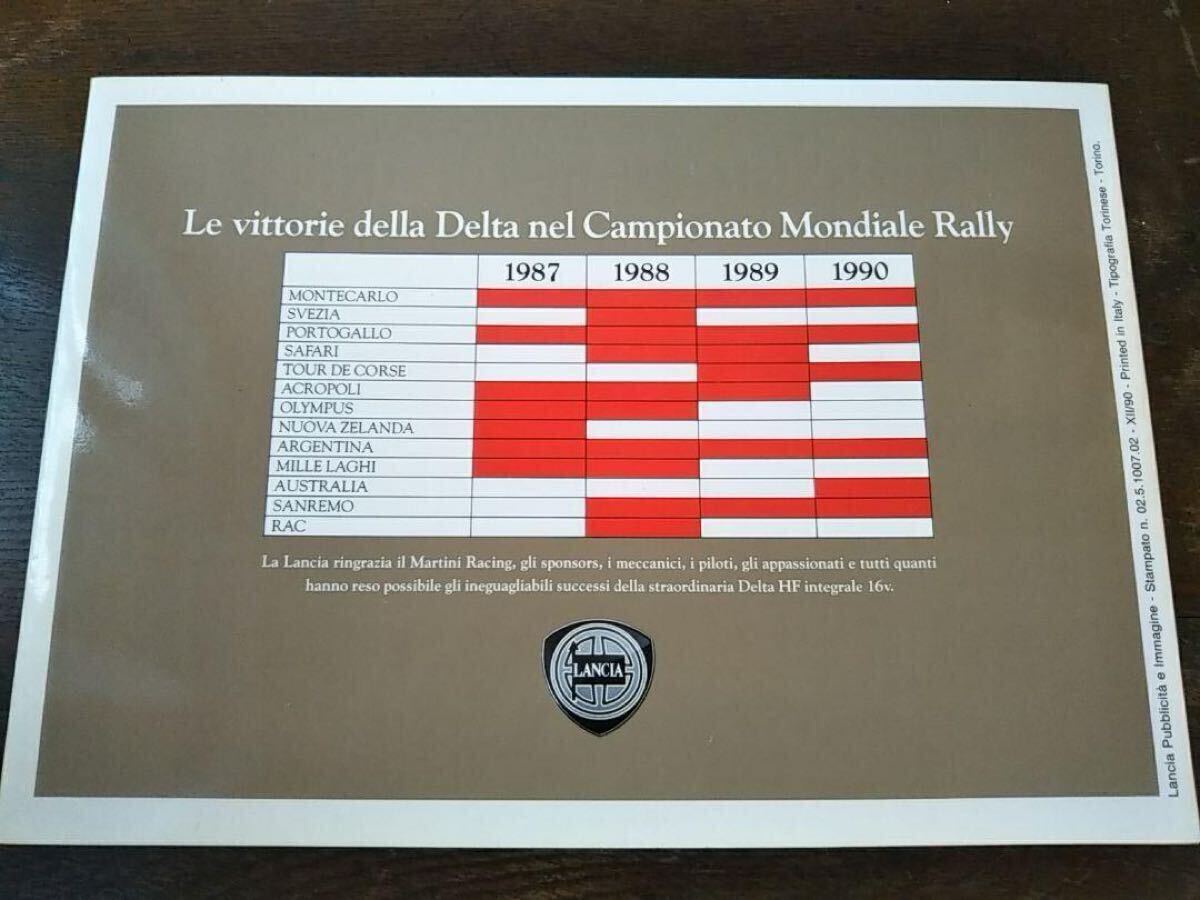 Le vittorie della Delta nel Campionato Mondiale Rally
1987 1988 1989 1990
MONTECARLO
SVEZIA
PORTOGALLO
SAFARI
TOUR DE CORSE
ACROPOLI
OLYMPUS
NUOVA ZELANDA
ARGENTINA
MILLE LAGHI
AUSTRALIA
SANREMO
RAC
La Lancia ringrazia il Martini Racing, gli sponsors, i meccanici, i piloti, gli appassionati e tutti quanti
hanno reso possibile gli ineguagliabili successi della straordinaria Delta HF integrale 16v.
LANCIA
Lancia Pubblicità e Immagine - Stampato n. 02.5.1007.02 - XII/90 - Printed in Italy - Tipografia Torinese - Torino.